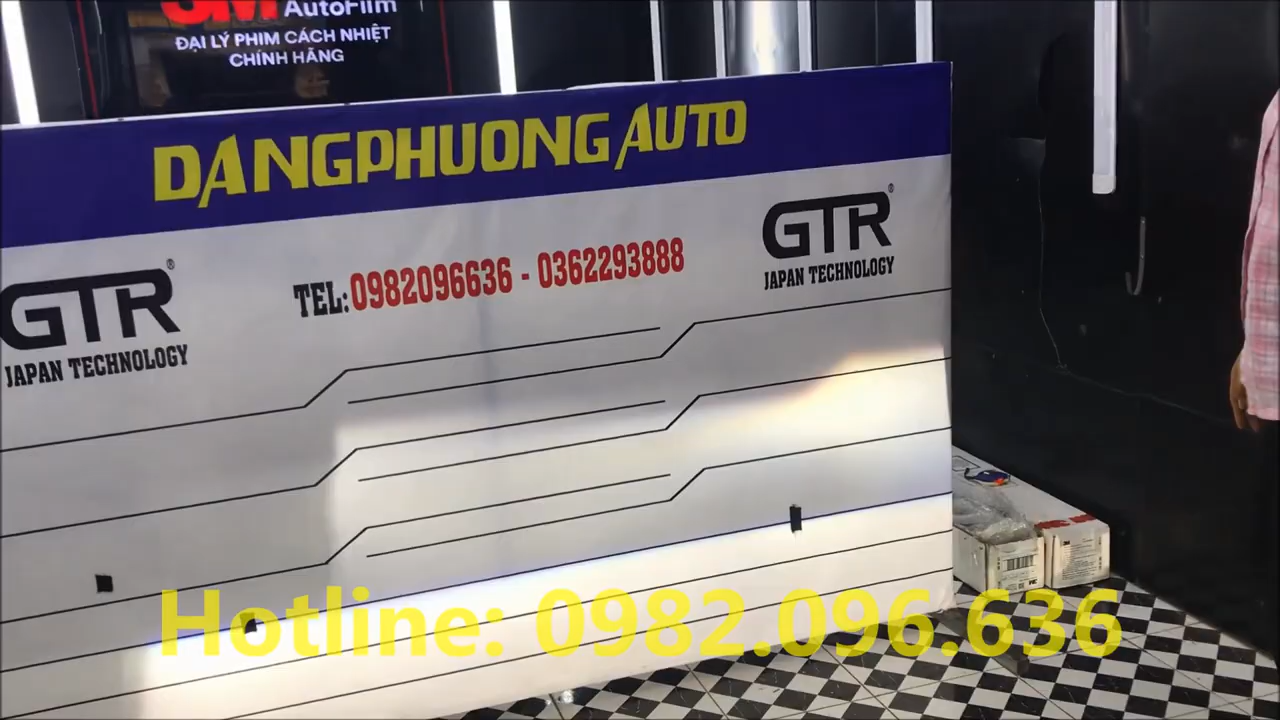 3M AutoFilm
ĐẠI LÝ PHIM CÁCH NHIỆT
CHÍNH HÃNG
DANGPHUONG AUTO
GTR®
JAPAN TECHNOLOGY
TEL: 0982096636 - 0362293888
GTR®
JAPAN TECHNOLOGY
Hotline: 0982.096.636